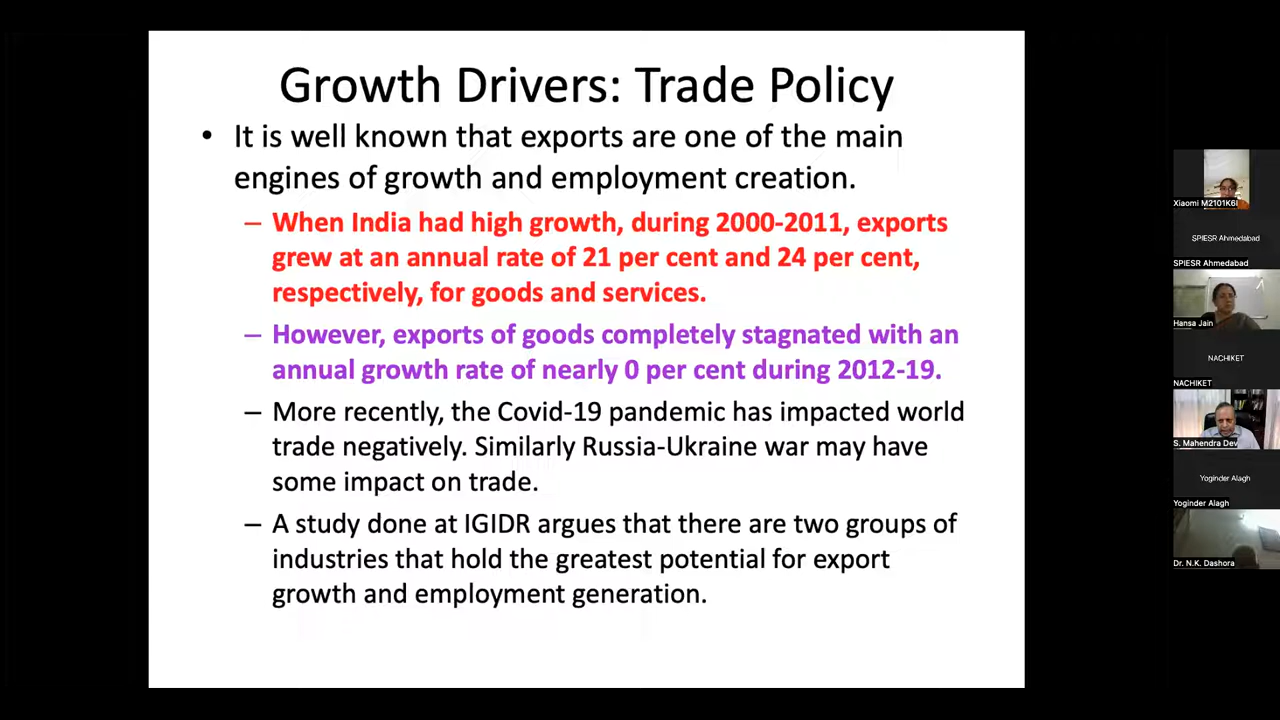 Growth Drivers: Trade Policy
• It is well known that exports are one of the main
engines of growth and employment creation.
– When India had high growth, during 2000-2011, exports
grew at an annual rate of 21 per cent and 24 per cent,
respectively, for goods and services.
– However, exports of goods completely stagnated with an
annual growth rate of nearly 0 per cent during 2012-19.
– More recently, the Covid-19 pandemic has impacted world
trade negatively. Similarly Russia-Ukraine war may have
some impact on trade.
– A study done at IGIDR argues that there are two groups of
industries that hold the greatest potential for export
growth and employment generation.
Xiaomi M2101K6I
SPIESR Ahmedabad
SPIESR Ahmedabad
Hansa Jain
NACHIKET
NACHIKET
S. Mahendra Dev
Yoginder Alagh
Yoginder Alagh
Dr. N.K. Dashora